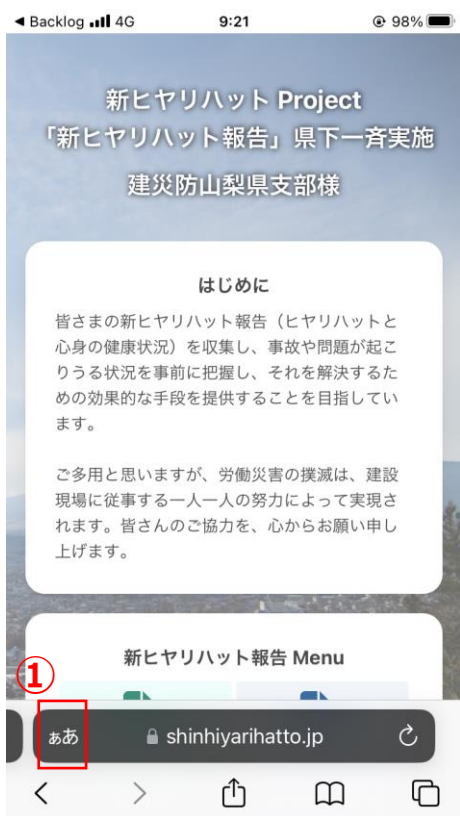 ◀ Backlog 4G 9:21 98%
新ヒヤリハット Project
「新ヒヤリハット報告」県下一斉実施
建災防山梨県支部様
はじめに
皆さまの新ヒヤリハット報告（ヒヤリハットと
心身の健康状況）を収集し、事故や問題が起こ
りうる状況を事前に把握し、それを解決するた
めの効果的な手段を提供することを目指してい
ます。
ご多用と思いますが、労働災害の撲滅は、建設
現場に従事する一人一人の努力によって実現さ
れます。皆さんのご協力を、心からお願い申し
上げます。
新ヒヤリハット報告 Menu
①
ぁあ shinhiyarihatto.jp